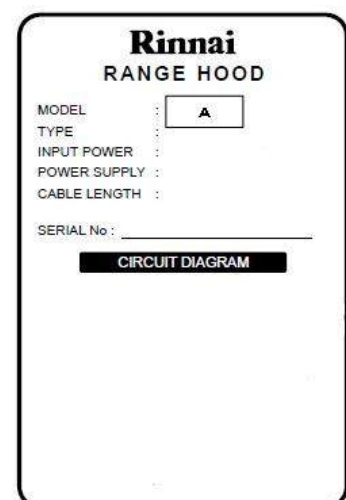 Rinnai
RANGE HOOD
MODEL : A
TYPE :
INPUT POWER :
POWER SUPPLY :
CABLE LENGTH :
SERIAL No :
CIRCUIT DIAGRAM